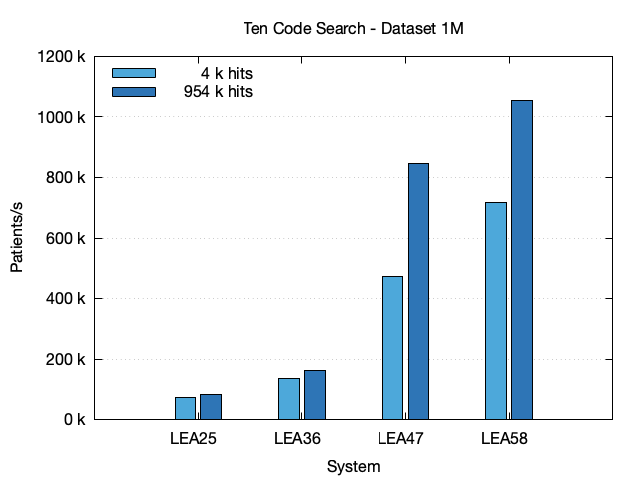 Ten Code Search - Dataset 1M
1200 k
1000 k
800 k
600 k
400 k
200 k
0 k
Patients/s
4 k hits
954 k hits
LEA25 LEA36 LEA47 LEA58
System